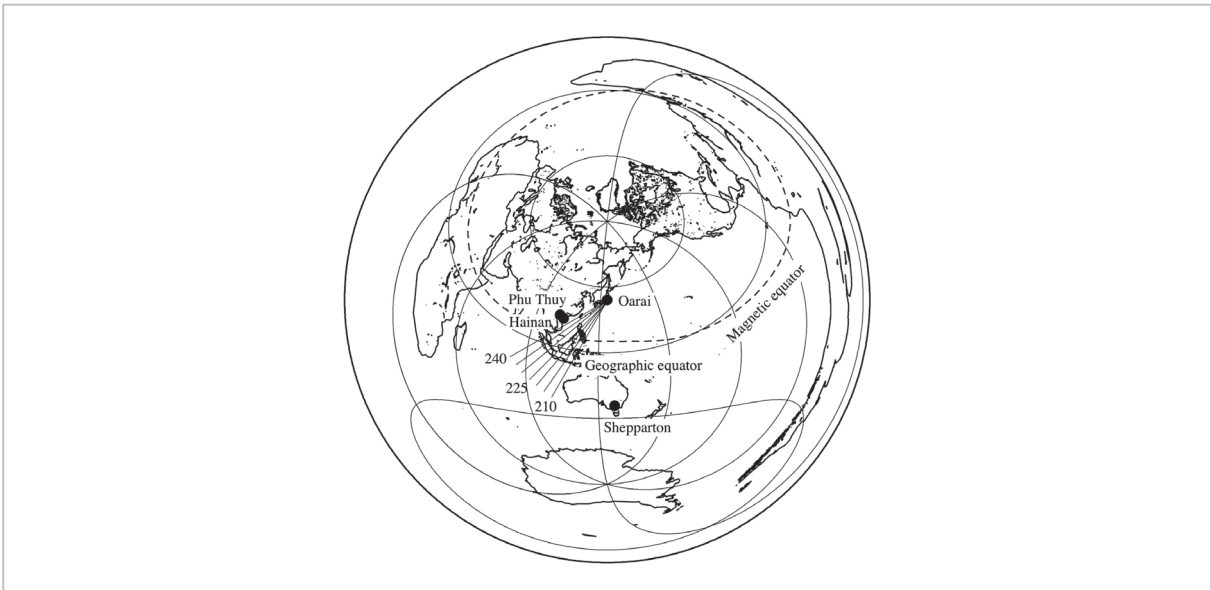 Phu Thuy
Oarai
Hainan
Magnetic equator
240
Geographic equator
225
210
Shepparton